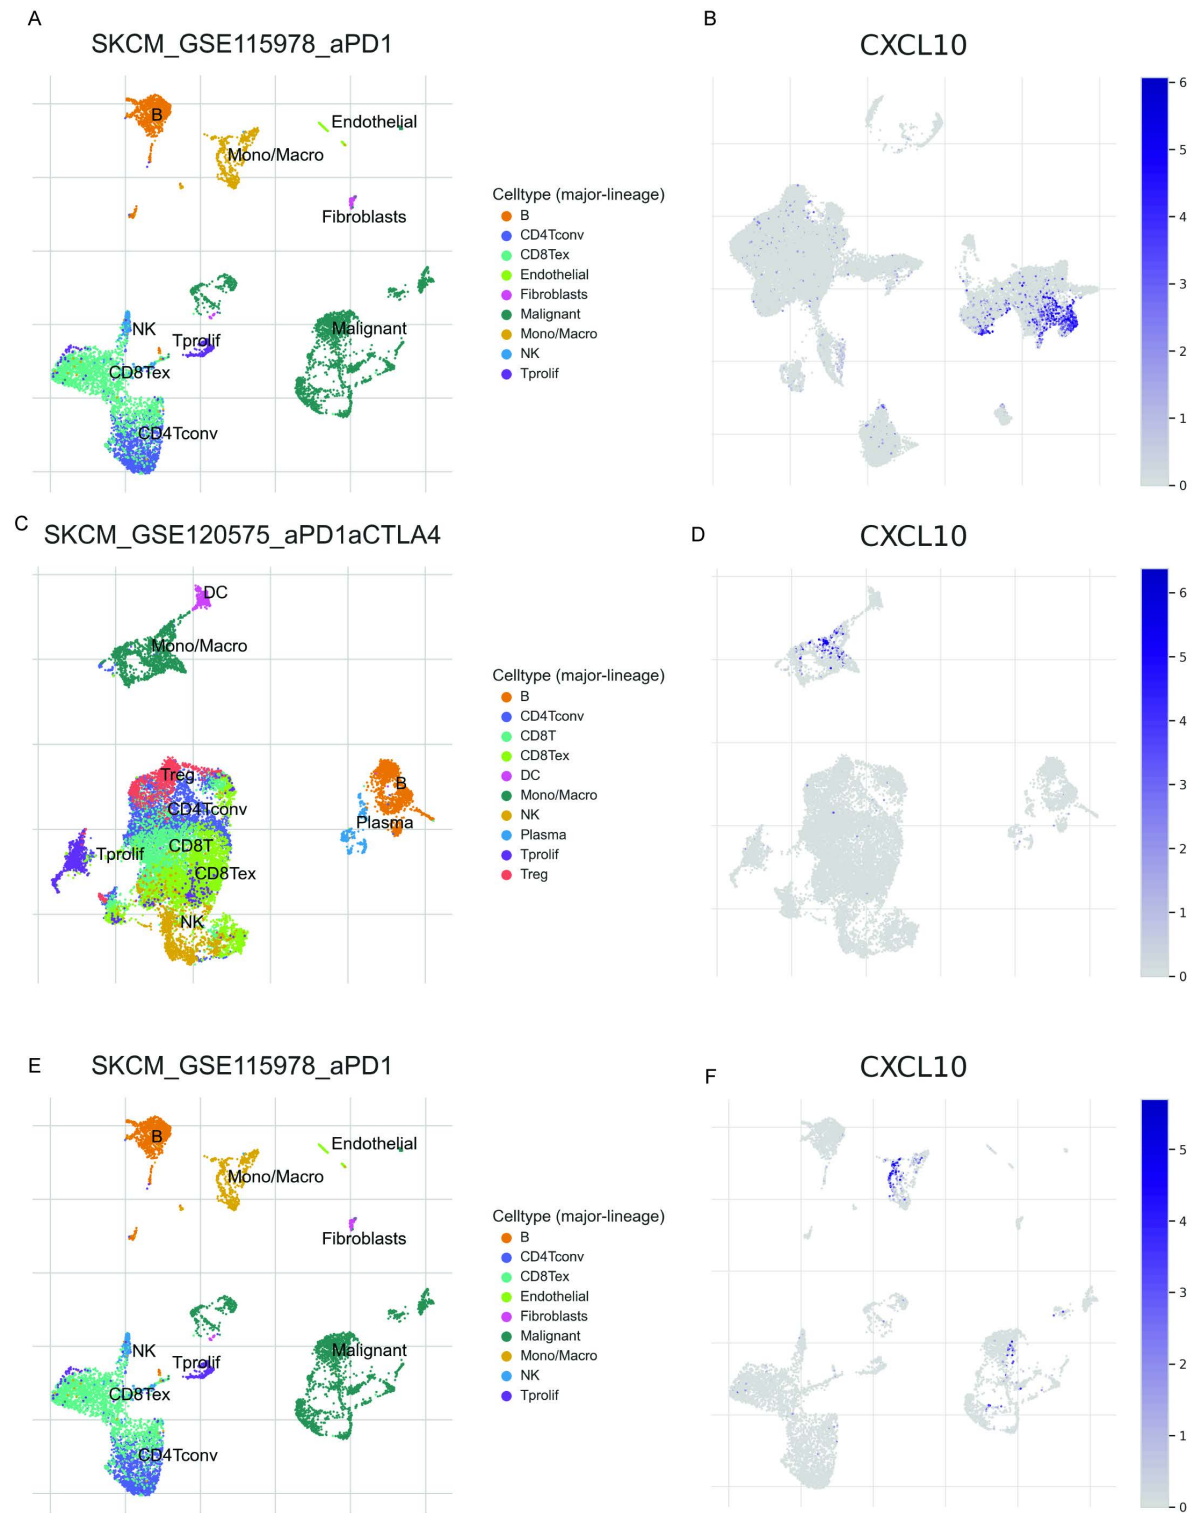 A
SKCM_GSE115978_aPD1
B
Endothelial
Mono/Macro
Fibroblasts
NK
Tprolif
Malignant
CD8Tex
CD4Tconv
Celltype (major-lineage)
B
CD4Tconv
CD8Tex
Endothelial
Fibroblasts
Malignant
Mono/Macro
NK
Tprolif
B
CXCL10
6
5
4
3
2
1
0
C
SKCM_GSE120575_aPD1aCTLA4
DC
Mono/Macro
Treg
B
CD4Tconv
Plasma
CD8T
Tprolif
CD8Tex
NK
Celltype (major-lineage)
B
CD4Tconv
CD8T
CD8Tex
DC
Mono/Macro
NK
Plasma
Tprolif
Treg
D
CXCL10
6
5
4
3
2
1
0
E
SKCM_GSE115978_aPD1
B
Endothelial
Mono/Macro
Fibroblasts
NK
Tprolif
Malignant
CD8Tex
CD4Tconv
Celltype (major-lineage)
B
CD4Tconv
CD8Tex
Endothelial
Fibroblasts
Malignant
Mono/Macro
NK
Tprolif
F
CXCL10
5
4
3
2
1
0